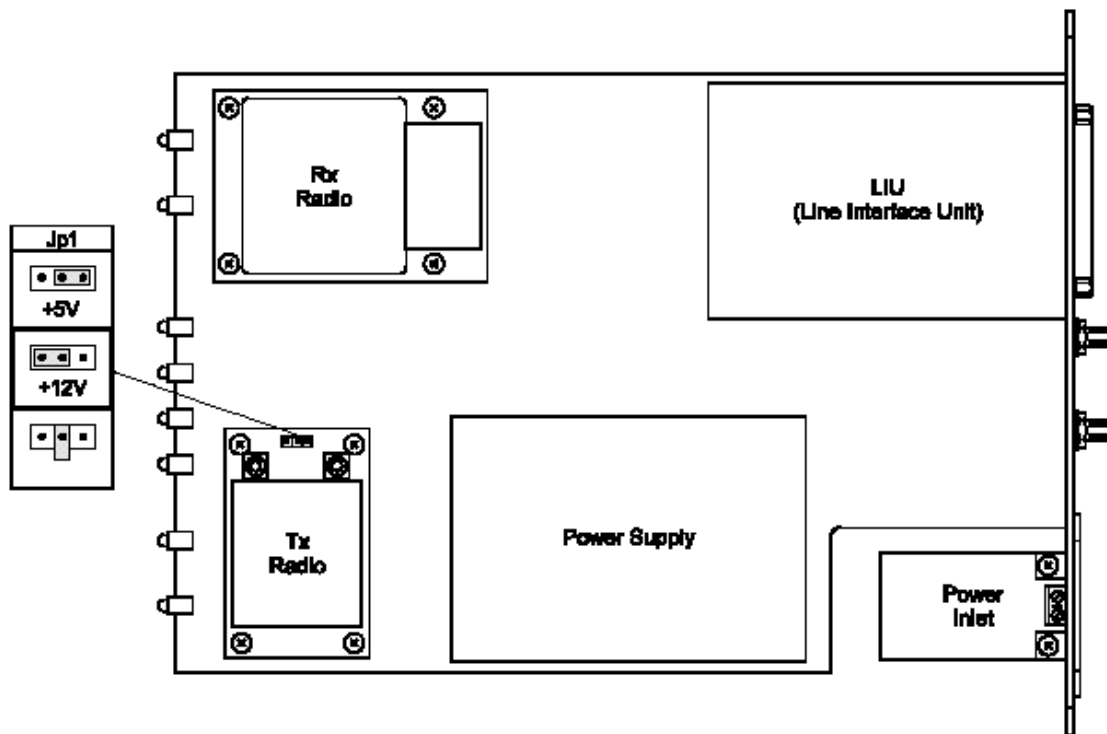 Rx
Radio
LIU
(Line Interface Unit)
Jp1
+5V
+12V
Tx
Radio
Power Supply
Power
Inlet